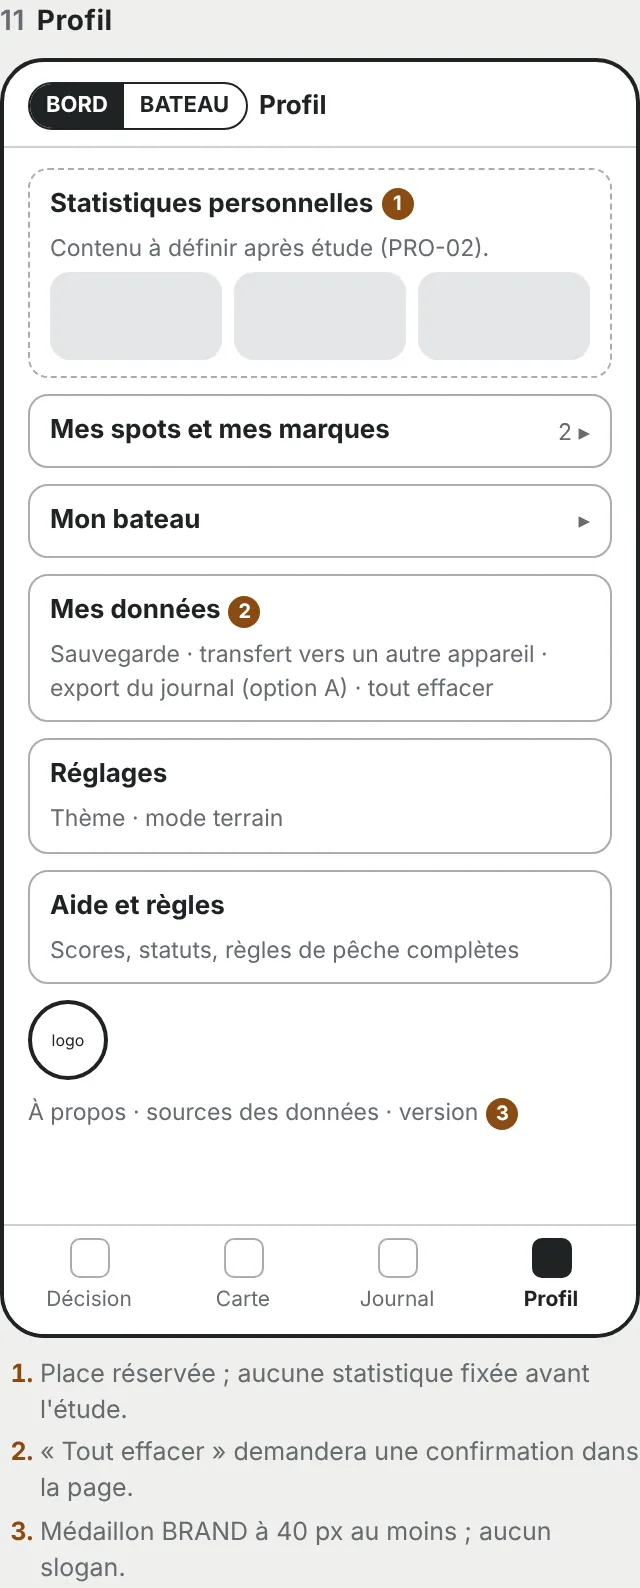 11 Profil
BORD BATEAU Profil
Statistiques personnelles 1
Contenu à définir après étude (PRO-02).
Mes spots et mes marques 2 ▸
Mon bateau ▸
Mes données 2
Sauvegarde · transfert vers un autre appareil ·
export du journal (option A) · tout effacer
Réglages
Thème · mode terrain
Aide et règles
Scores, statuts, règles de pêche complètes
logo
À propos · sources des données · version 3
Décision Carte Journal Profil
1. Place réservée ; aucune statistique fixée avant
l'étude.
2. « Tout effacer » demandera une confirmation dans
la page.
3. Médaillon BRAND à 40 px au moins ; aucun
slogan.